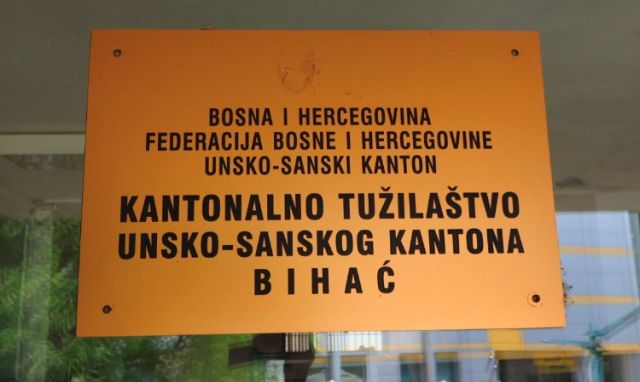 BOSNA I HERCEGOVINA
FEDERACIJA BOSNE I HERCEGOVINE
UNSKO-SANSKI KANTON
KANTONALNO TUŽILAŠTVO
UNSKO-SANSKOG KANTONA
BIHAĆ